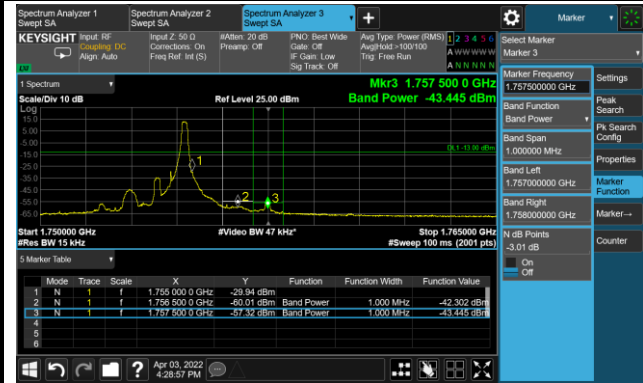 Spectrum Analyzer 1
Swept SA
Spectrum Analyzer 2
Swept SA
Spectrum Analyzer 3
Swept SA
+
Marker
KEYSIGHT
Input: RF
Coupling: DC
Align: Auto
Input Z: 50 Ω
Corrections: On
Freq Ref: Int (S)
#Atten: 20 dB
Preamp: Off
PNO: Best Wide
Gate: Off
IF Gain: Low
Sig Track: Off
Avg Type: Power (RMS)
Avg|Hold:>100/100
Trig: Free Run
1 2 3 4 5 6
A W W W W W
A N N N N N
Select Marker
Marker 3
1 Spectrum
Scale/Div 10 dB
Ref Level 25.00 dBm
Mkr3 1.757 500 0 GHz
Band Power -43.445 dBm
Log
15.0
5.00
-5.00
-15.0
-25.0
-35.0
-45.0
-55.0
-65.0
DL1 -13.00 dBm
1
2
3
Start 1.750000 GHz
#Res BW 15 kHz
#Video BW 47 kHz*
Stop 1.765000 GHz
#Sweep 100 ms (2001 pts)
5 Marker Table
Mode Trace Scale X Y Function Function Width Function Value
1 N 1 f 1.755 000 0 GHz -29.94 dBm
2 N 1 f 1.756 500 0 GHz -60.01 dBm Band Power 1.000 MHz -42.302 dBm
3 N 1 f 1.757 500 0 GHz -57.32 dBm Band Power 1.000 MHz -43.445 dBm
4
5
6
Marker Frequency
1.757500000 GHz
Band Function
Band Power
Band Span
1.000000 MHz
Band Left
1.757000000 GHz
Band Right
1.758000000 GHz
N dB Points
-3.01 dB
On
Off
Settings
Peak
Search
Pk Search
Config
Properties
Marker
Function
Marker→
Counter
?
Apr 03, 2022
4:28:57 PM